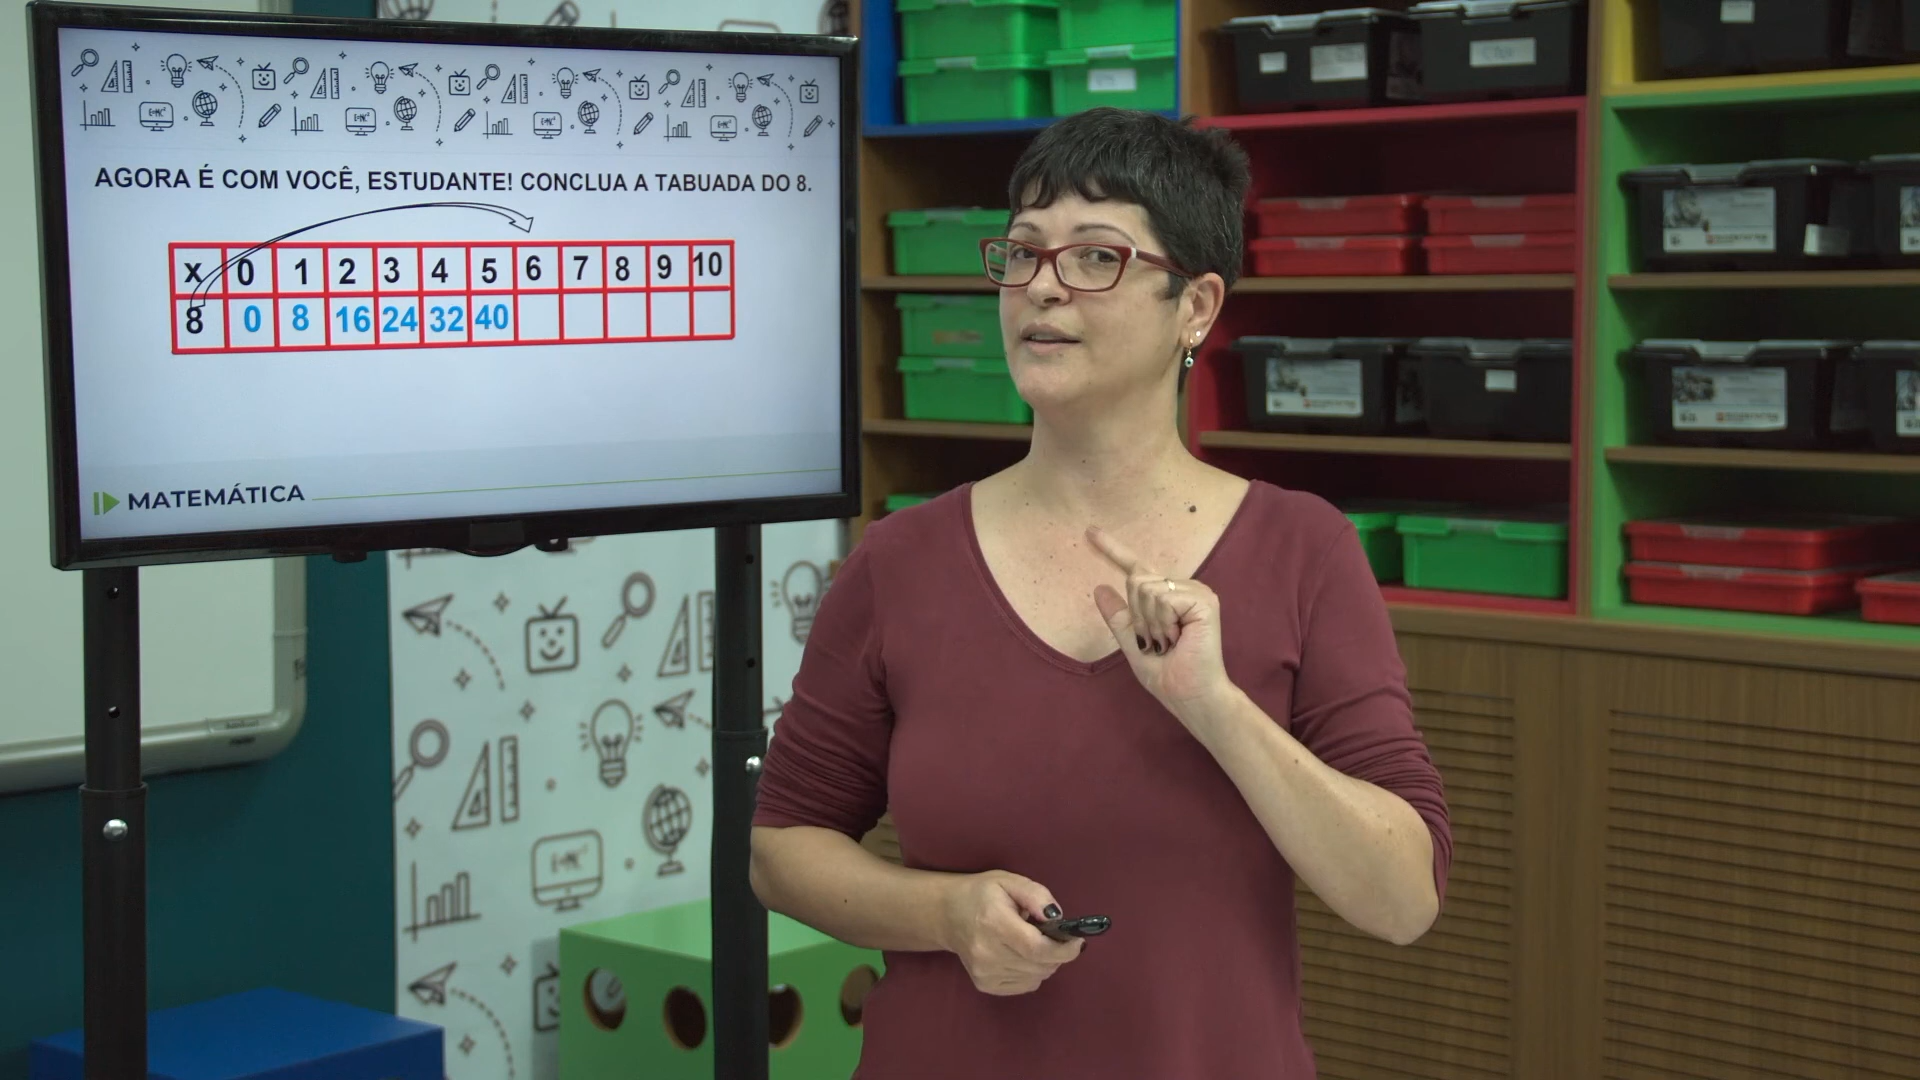 AGORA É COM VOCÊ, ESTUDANTE! CONCLUA A TABUADA DO 8.
x 0 1 2 3 4 5 6 7 8 9 10
8 0 8 16 24 32 40
MATEMÁTICA